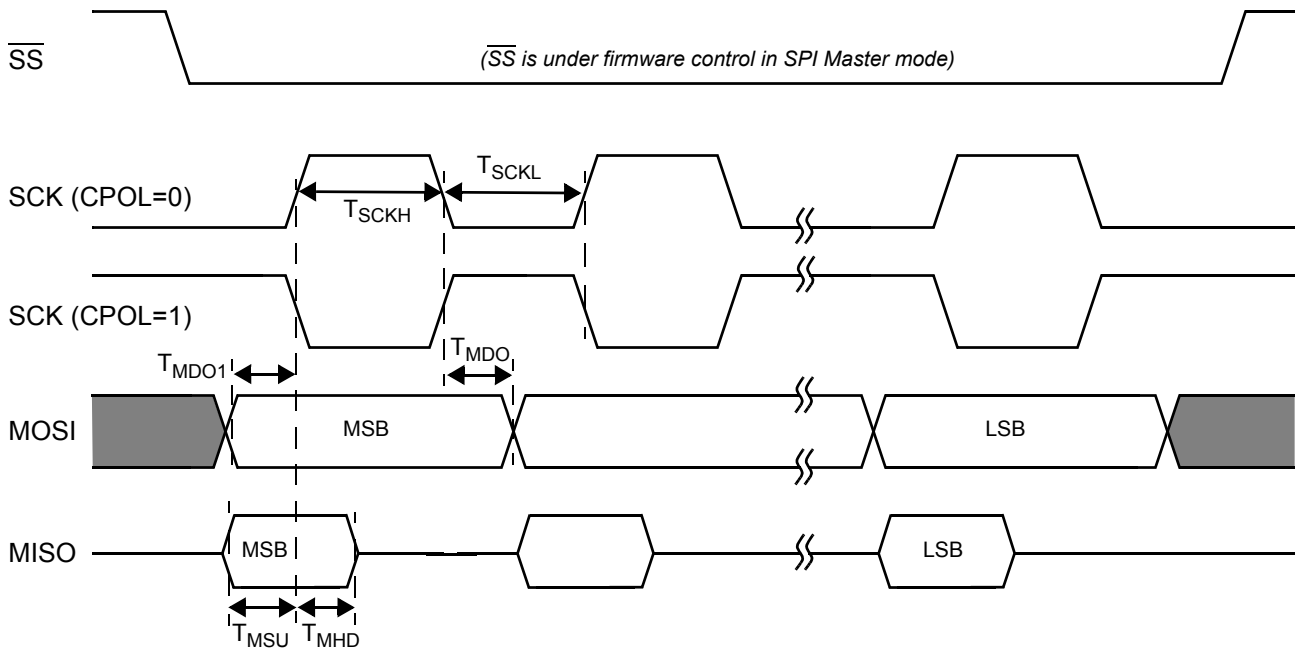 SS
(SS is under firmware control in SPI Master mode)
SCK (CPOL=0)
TSCKH
TSCKL
SCK (CPOL=1)
TMDO1
TMDO
MOSI
MSB
LSB
MISO
MSB
LSB
TMSU
TMHD